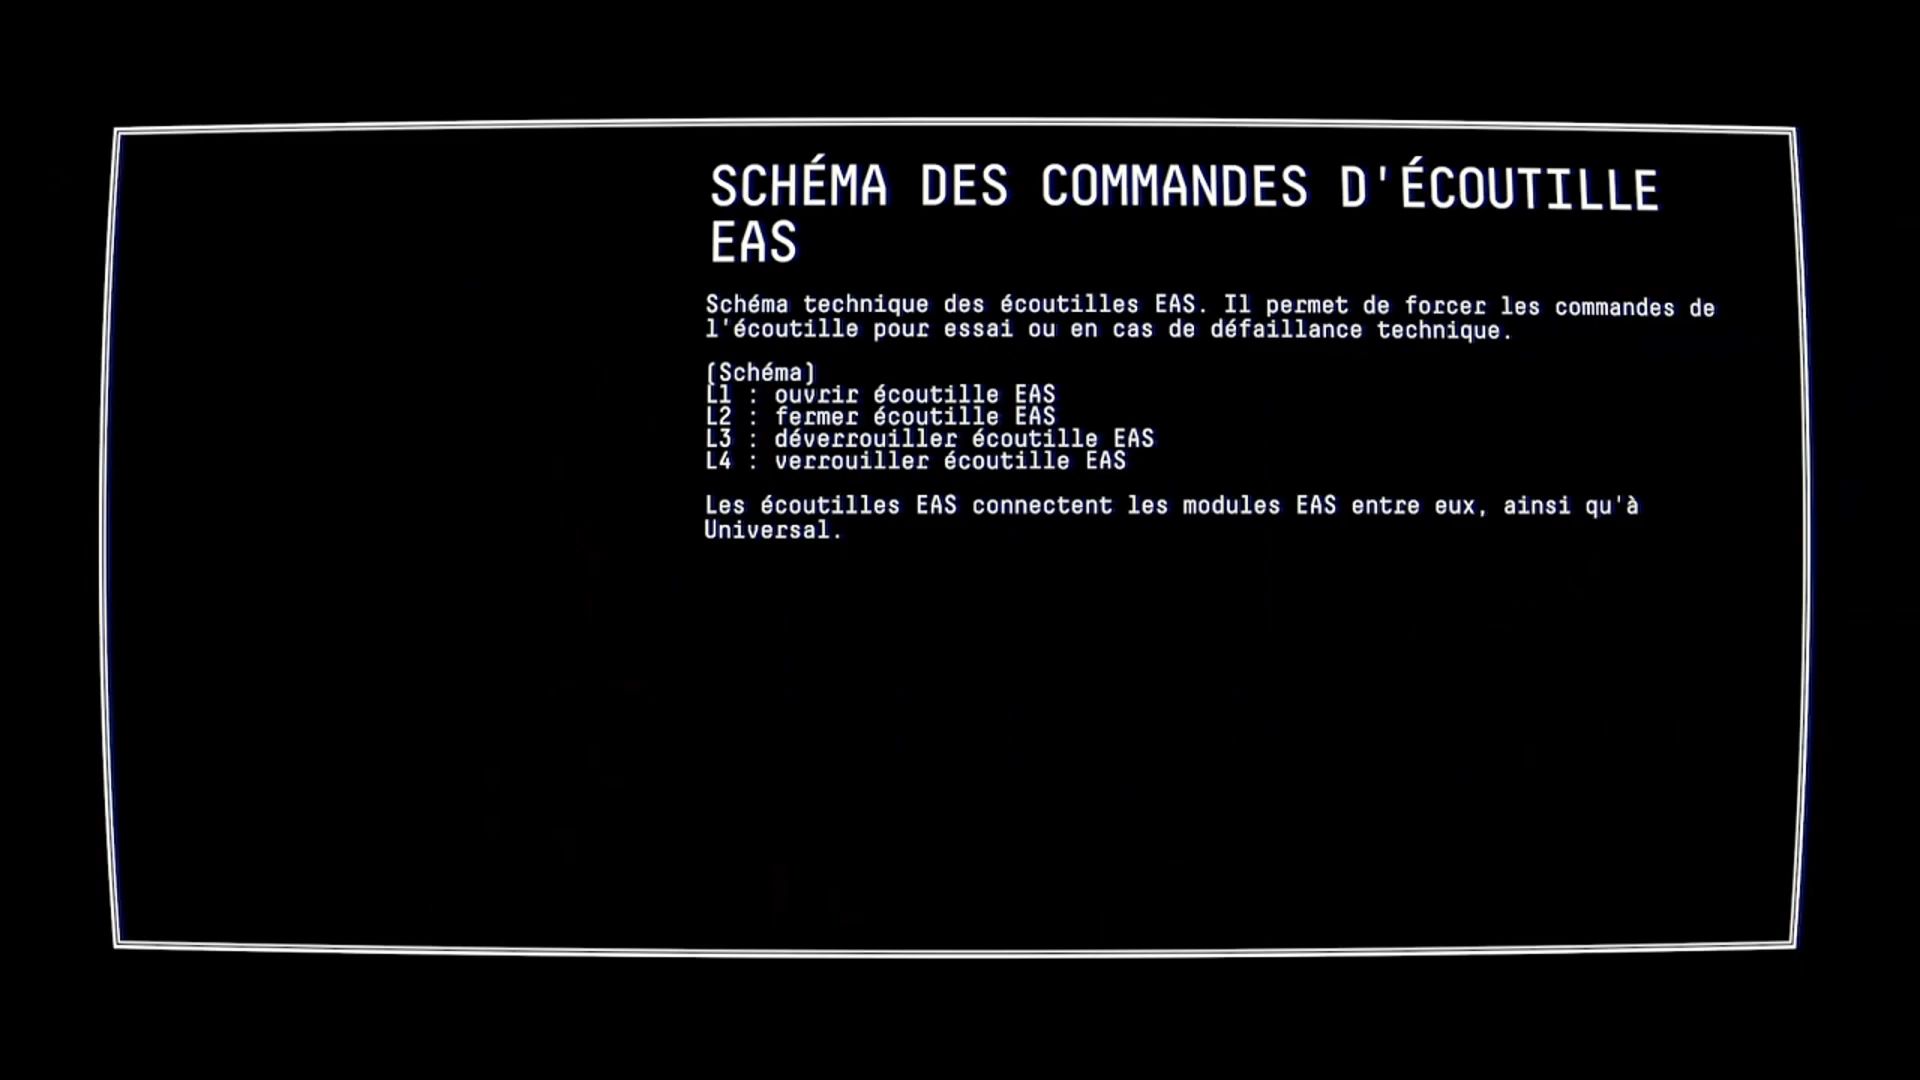 SCHÉMA DES COMMANDES D'ÉCOUTILLE
EAS
Schéma technique des écoutilles EAS. Il permet de forcer les commandes de
l'écoutille pour essai ou en cas de défaillance technique.
(Schéma)
L1 : ouvrir écoutille EAS
L2 : fermer écoutille EAS
L3 : déverrouiller écoutille EAS
L4 : verrouiller écoutille EAS
Les écoutilles EAS connectent les modules EAS entre eux, ainsi qu'à
Universal.